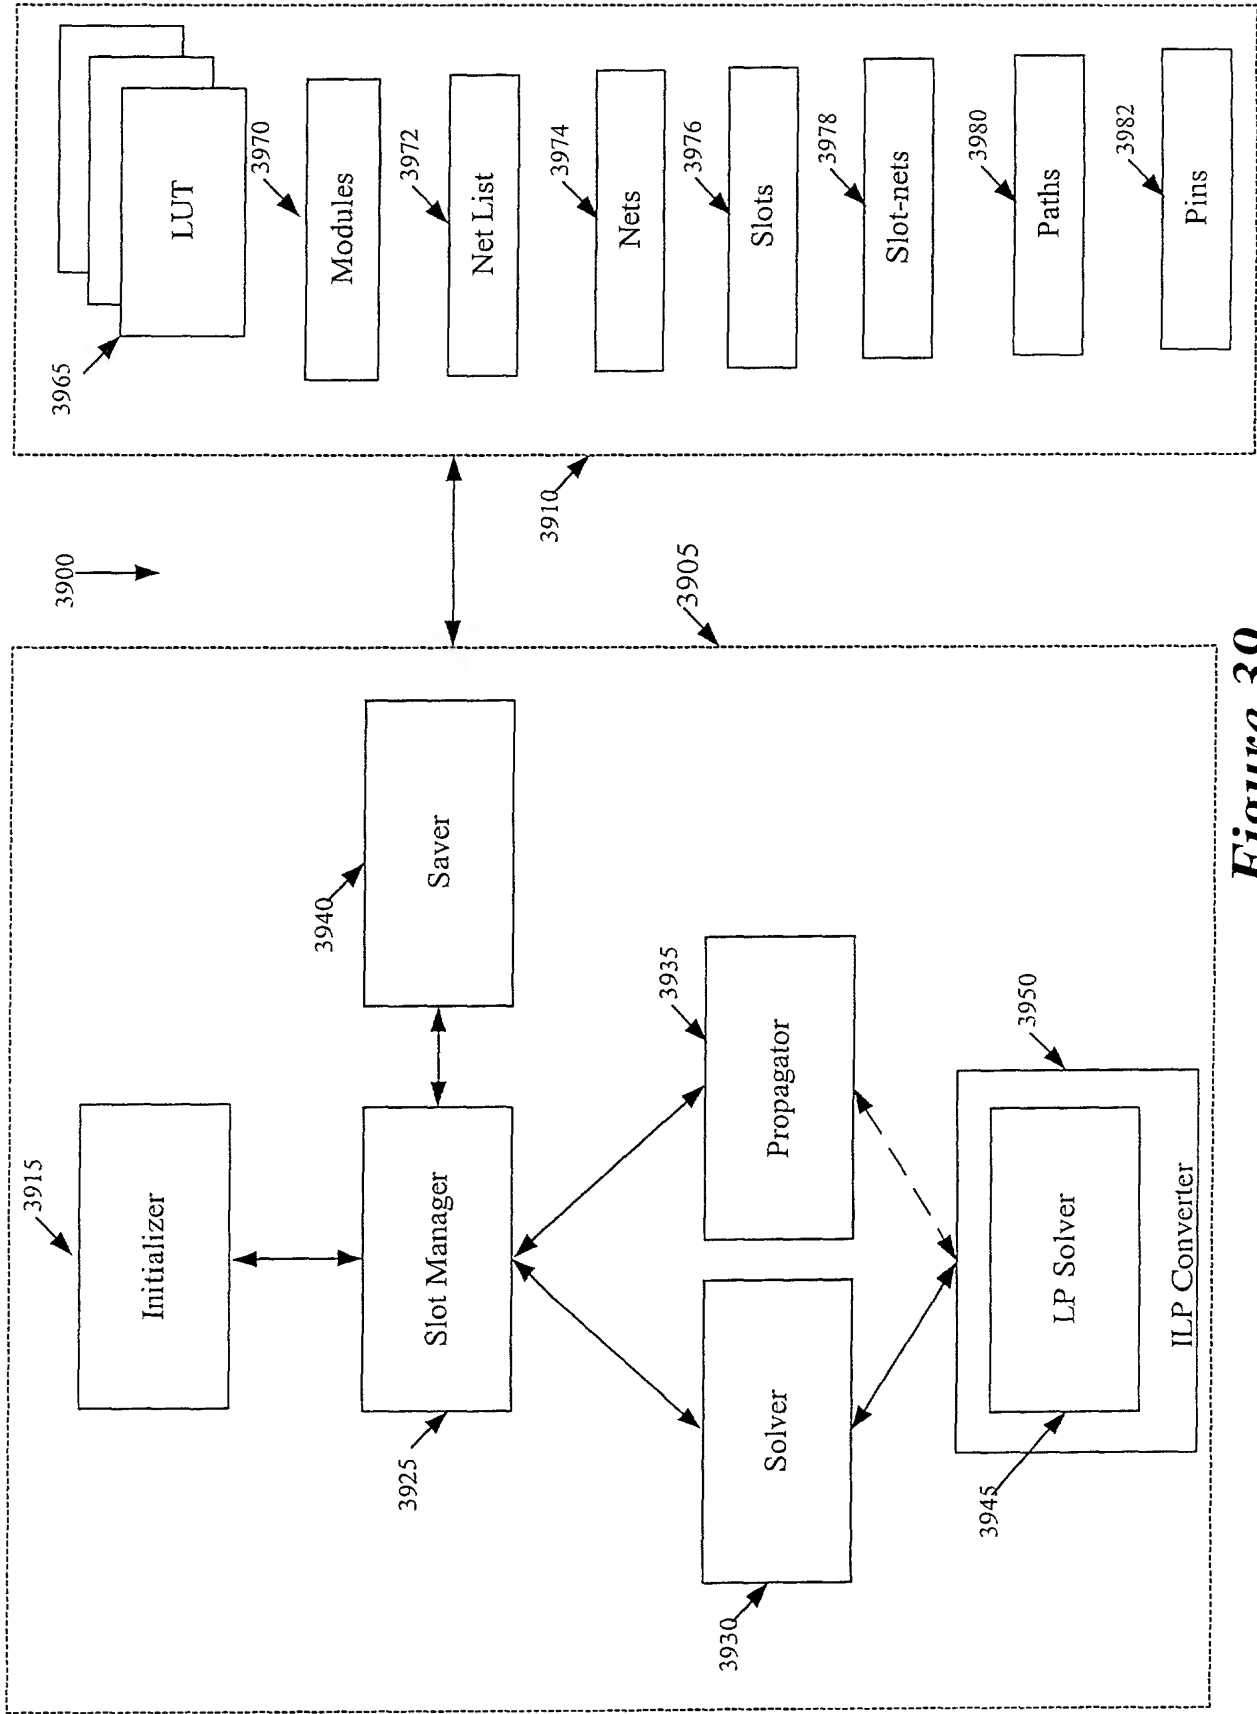 3900
3905
3915
Initializer
3925
Slot Manager
3940
Saver
3930
Solver
3935
Propagator
3945
LP Solver
3950
ILP Converter
3910
3965
LUT
3970
Modules
3972
Net List
3974
Nets
3976
Slots
3978
Slot-nets
3980
Paths
3982
Pins
Figure 39